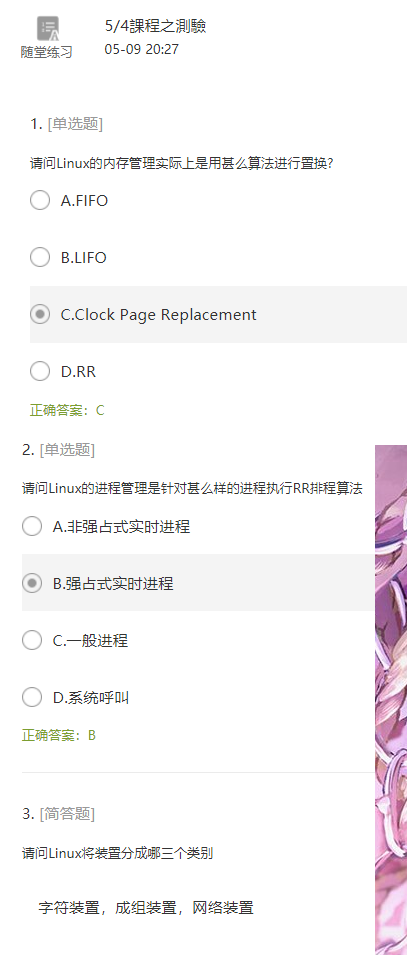 5/4課程之測驗
随堂练习
05-09 20:27
1. [单选题]
请问Linux的内存管理实际上是用甚么算法进行置换?
A.FIFO
B.LIFO
C.Clock Page Replacement
D.RR
正确答案：C
2. [单选题]
请问Linux的进程管理是针对甚么样的进程执行RR排程算法
A.非强占式实时进程
B.强占式实时进程
C.一般进程
D.系统呼叫
正确答案：B
3. [简答题]
请问Linux将装置分成哪三个类别
字符装置，成组装置，网络装置